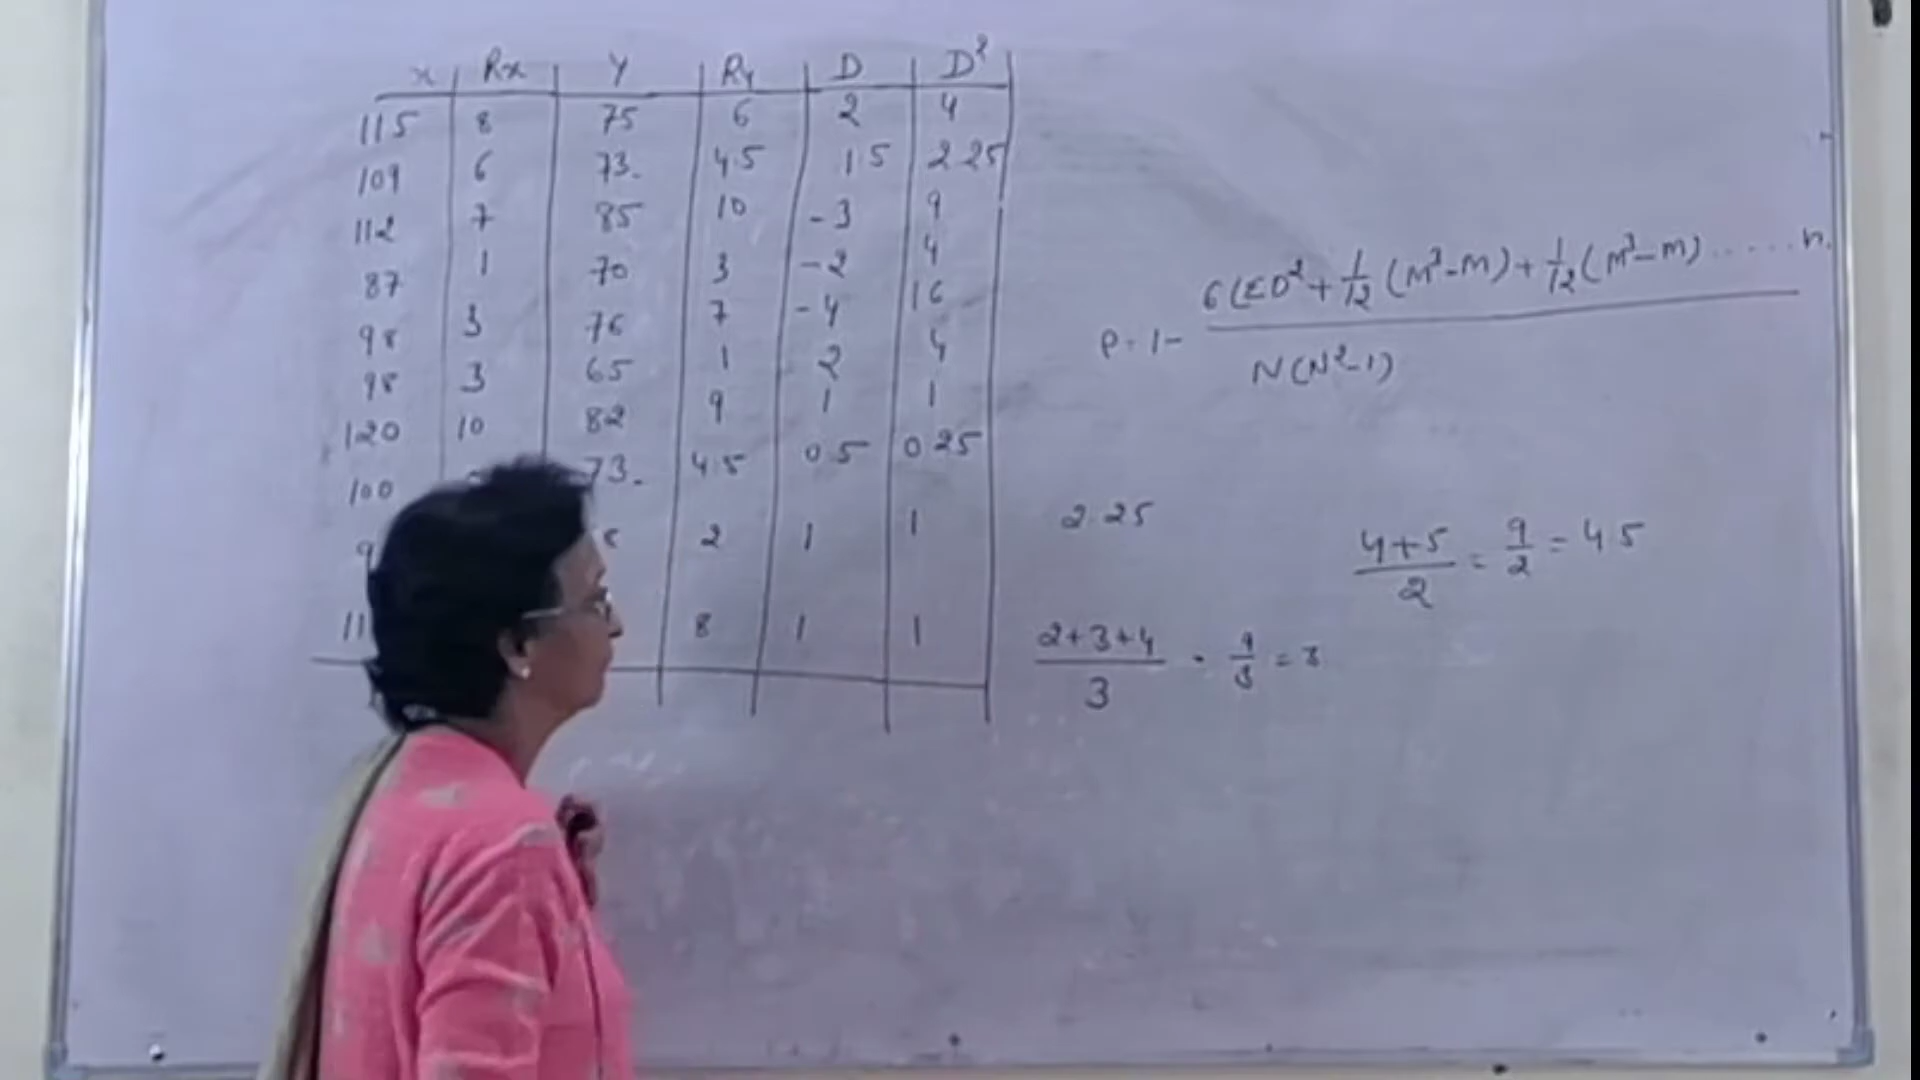 x Rx Y Ry D D²
115 8 75 6 2 4
109 6 73. 4.5 1.5 2.25
112 7 85 10 -3 9
87 1 70 3 -2 4
98 3 76 7 -4 16
98 3 65 1 2 4
120 10 82 9 1 1
100 73. 4.5 0.5 0.25
9 8 2 1 1
11 8 1 1
P = 1 - 6(ΣD² + 1/12 (m³-m) + 1/12 (m³-m) ..... n.
N(N²-1)
2.25
4+5/2 = 9/2 = 4.5
2+3+4/3 = 9/3 = 3